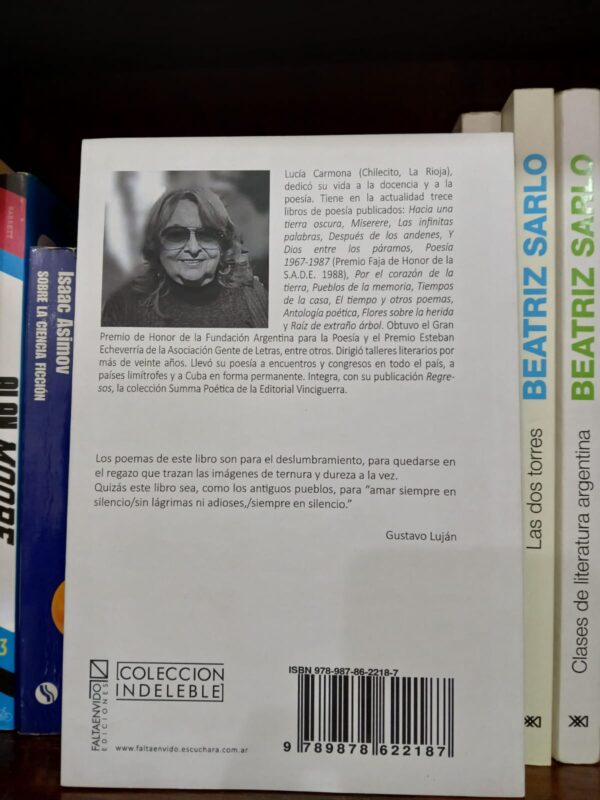 Lucía Carmona (Chilecito, La Rioja),
dedicó su vida a la docencia y a la
poesía. Tiene en la actualidad trece
libros de poesía publicados: Hacia una
tierra oscura, Miserere, Las infinitas
palabras, Después de los andenes, Y
Dios entre los páramos, Poesía
1967-1987 (Premio Faja de Honor de la
S.A.D.E. 1988), Por el corazón de la
tierra, Pueblos de la memoria, Tiempos
de la casa, El tiempo y otros poemas,
Antología poética, Flores sobre la herida
y Raíz de extraño árbol. Obtuvo el Gran
Premio de Honor de la Fundación Argentina para la Poesía y el Premio Esteban
Echeverría de la Asociación Gente de Letras, entre otros. Dirigió talleres literarios por
más de veinte años. Llevó su poesía a encuentros y congresos en todo el país, a
países limítrofes y a Cuba en forma permanente. Integra, con su publicación Regre-
sos, la colección Summa Poética de la Editorial Vinciguerra.
Los poemas de este libro son para el deslumbramiento, para quedarse en
el regazo que trazan las imágenes de ternura y dureza a la vez.
Quizás este libro sea, como los antiguos pueblos, para “amar siempre en
silencio/sin lágrimas ni adioses,/siempre en silencio.”
Gustavo Luján
FALTAENVIDO
EDICIONES
COLECCION
INDELEBLE
www.faltaenvido.escuchara.com.ar
ISBN 978-987-86-2218-7
9 789878 622187
BARRETT
ALAN MOORE
3
Isaac Asimov
SOBRE LA CIENCIA FICCIÓN
BEATRIZ SARLO
Las dos torres
BEATRIZ SARLO
Clases de literatura argentina